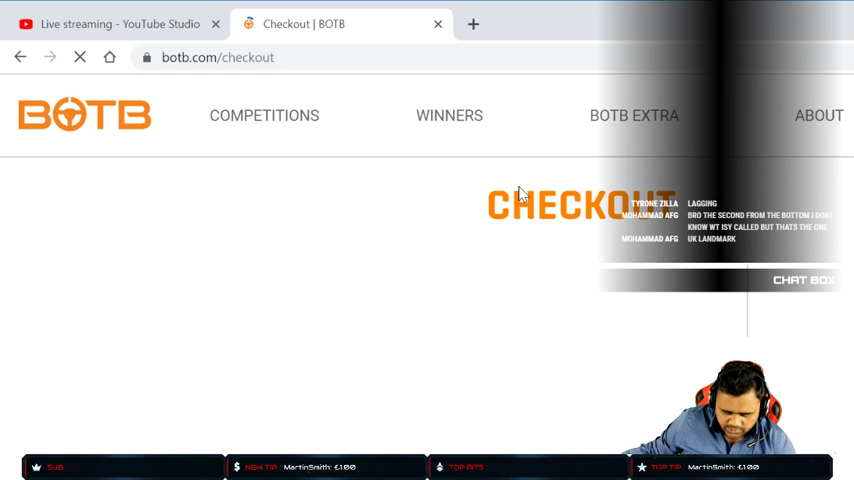 Live streaming - YouTube Studio
Checkout | BOTB
botb.com/checkout
BOTB
COMPETITIONS
WINNERS
BOTB EXTRA
ABOUT
CHECKOUT
TYRONE ZILLA LAGGING
MOHAMMAD AFG BRO THE SECOND FROM THE BOTTOM I DONT
KNOW WT ISY CALLED BUT THATS THE ONE
MOHAMMAD AFG UK LANDMARK
CHAT BOX
SUB :
NEW TIP : MartinSmith: £1.00
TOP BITS :
TOP TIP : MartinSmith: £1.00